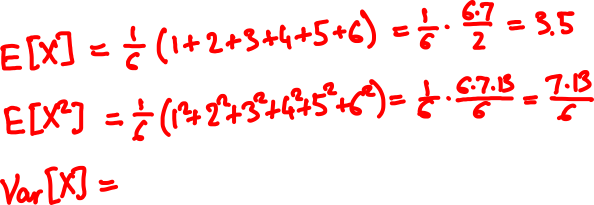 E[X] = 1/6 (1+2+3+4+5+6) = 1/6 · 6·7/2 = 3.5
E[X²] = 1/6 (1²+2²+3²+4²+5²+6²) = 1/6 · 6·7·13/6 = 7·13/6
Var[X] =